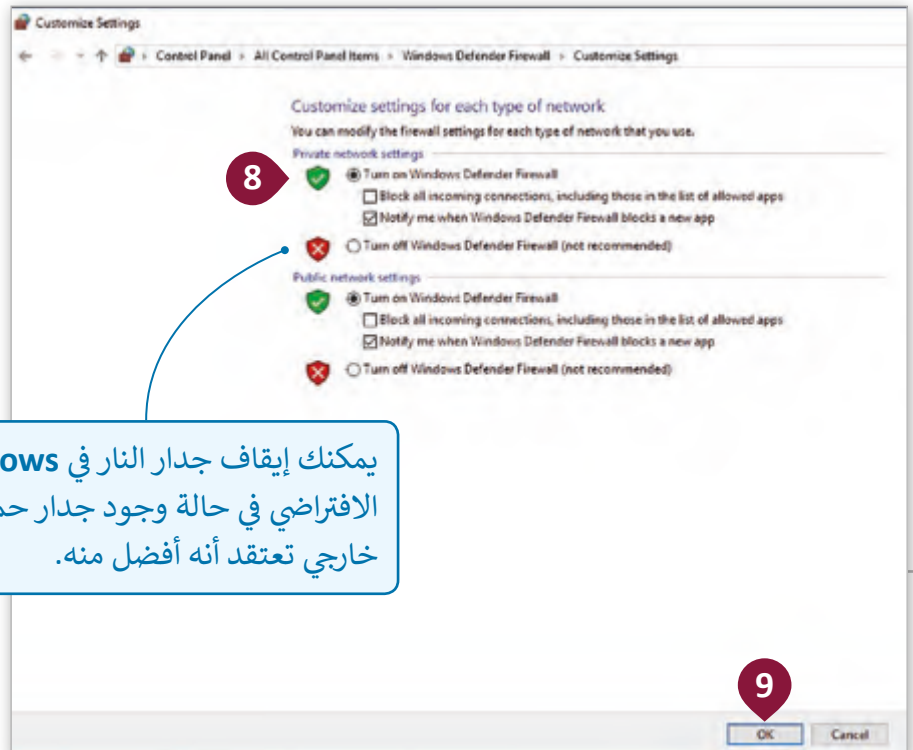 Customize Settings
Control Panel > All Control Panel Items > Windows Defender Firewall > Customize Settings
Customize settings for each type of network
You can modify the firewall settings for each type of network that you use.
Private network settings
8
Turn on Windows Defender Firewall
Block all incoming connections, including those in the list of allowed apps
Notify me when Windows Defender Firewall blocks a new app
Turn off Windows Defender Firewall (not recommended)
Public network settings
Turn on Windows Defender Firewall
Block all incoming connections, including those in the list of allowed apps
Notify me when Windows Defender Firewall blocks a new app
Turn off Windows Defender Firewall (not recommended)
يمكنك إيقاف جدار النار في ows
الافتراضي في حالة وجود جدار
خارجي تعتقد أنه أفضل منه.
9
OK
Cancel